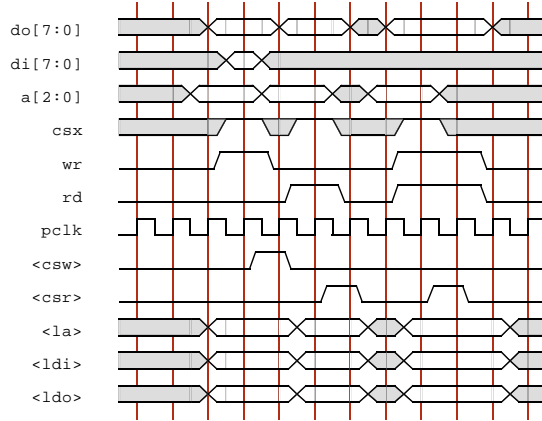 do[7:0]
di[7:0]
a[2:0]
csx
wr
rd
pclk
<csw>
<csr>
<la>
<ldi>
<ldo>